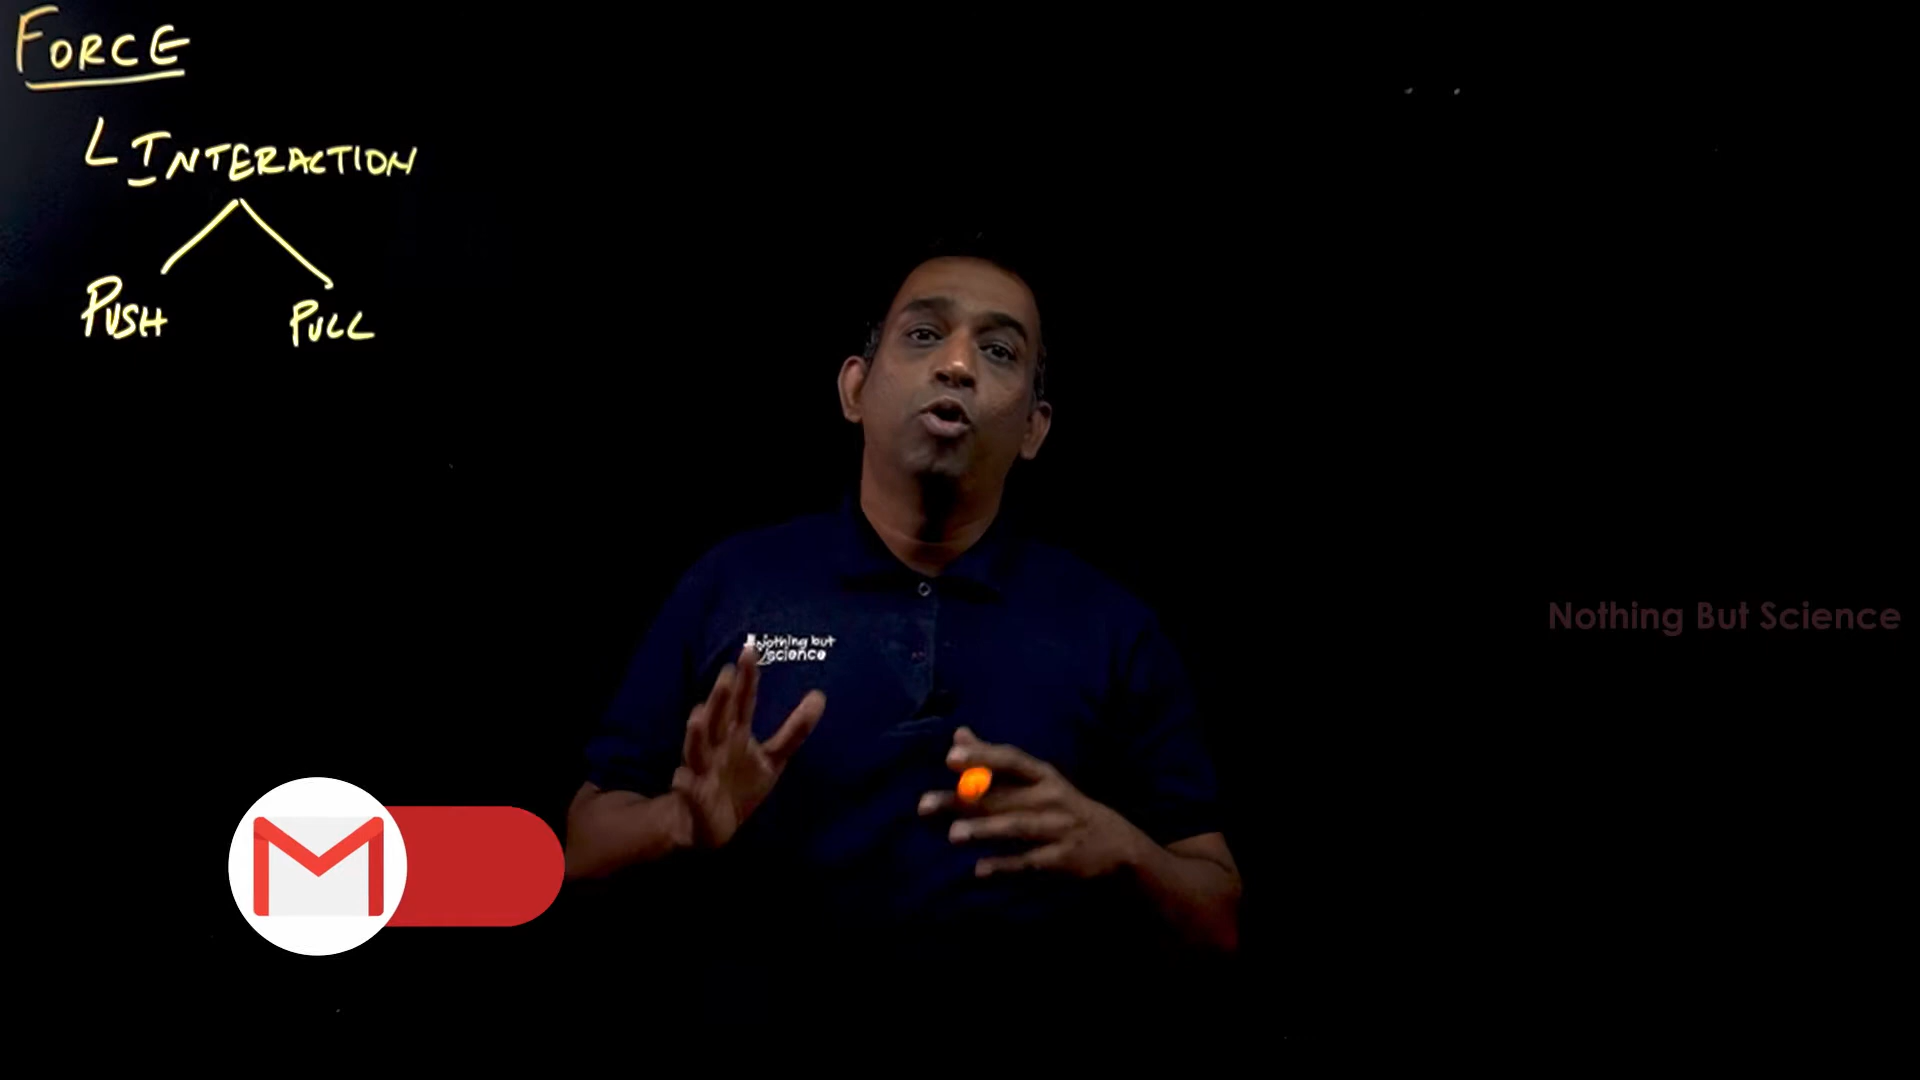 FORCE
INTERACTION
PUSH PULL
Nothing but
science
Nothing But Science